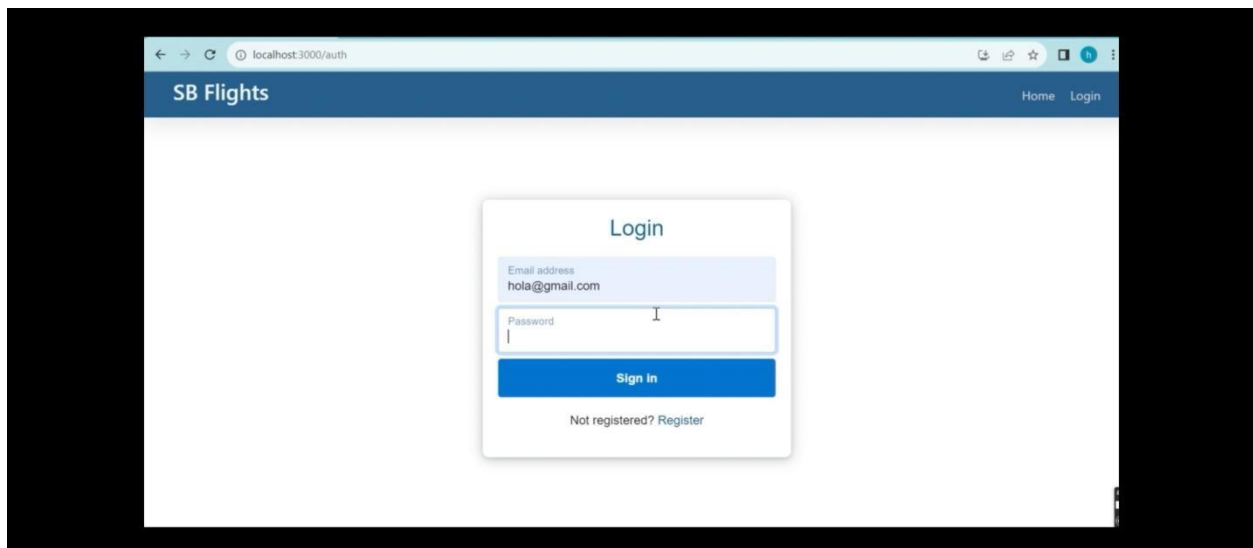 localhost:3000/auth
h
SB Flights
Home Login
Login
Email address
hola@gmail.com
Password
Sign in
Not registered? Register